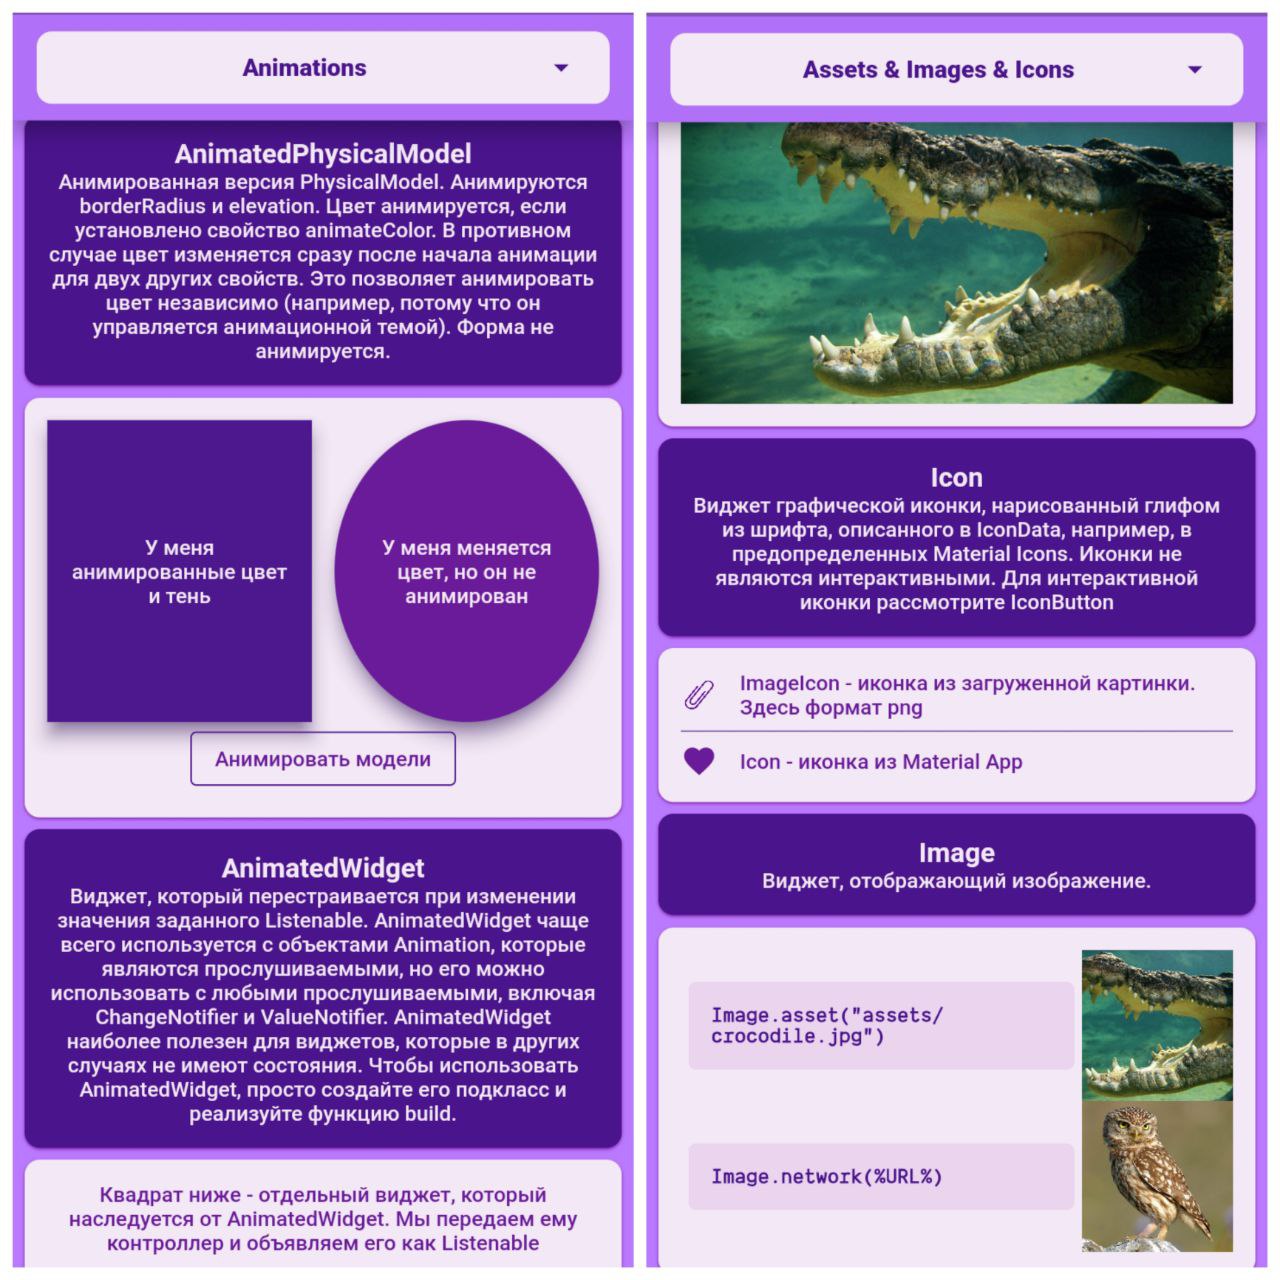 Animations
AnimatedPhysicalModel
Анимированная версия PhysicalModel. Анимируются
borderRadius и elevation. Цвет анимируется, если
установлено свойство animateColor. В противном
случае цвет изменяется сразу после начала анимации
для двух других свойств. Это позволяет анимировать
цвет независимо (например, потому что он
управляется анимационной темой). Форма не
анимируется.
У меня
анимированные цвет
и тень
У меня меняется
цвет, но он не
анимирован
Анимировать модели
AnimatedWidget
Виджет, который перестраивается при изменении
значения заданного Listenable. AnimatedWidget чаще
всего используется с объектами Animation, которые
являются прослушиваемыми, но его можно
использовать с любыми прослушиваемыми, включая
ChangeNotifier и ValueNotifier. AnimatedWidget
наиболее полезен для виджетов, которые в других
случаях не имеют состояния. Чтобы использовать
AnimatedWidget, просто создайте его подкласс и
реализуйте функцию build.
Квадрат ниже - отдельный виджет, который
наследуется от AnimatedWidget. Мы передаем ему
контроллер и объявляем его как Listenable
Assets & Images & Icons
Icon
Виджет графической иконки, нарисованный глифом
из шрифта, описанного в IconData, например, в
предопределенных Material Icons. Иконки не
являются интерактивными. Для интерактивной
иконки рассмотрите IconButton
ImageIcon - иконка из загруженной картинки.
Здесь формат png
Icon - иконка из Material App
Image
Виджет, отображающий изображение.
Image.asset("assets/
crocodile.jpg")
Image.network(%URL%)